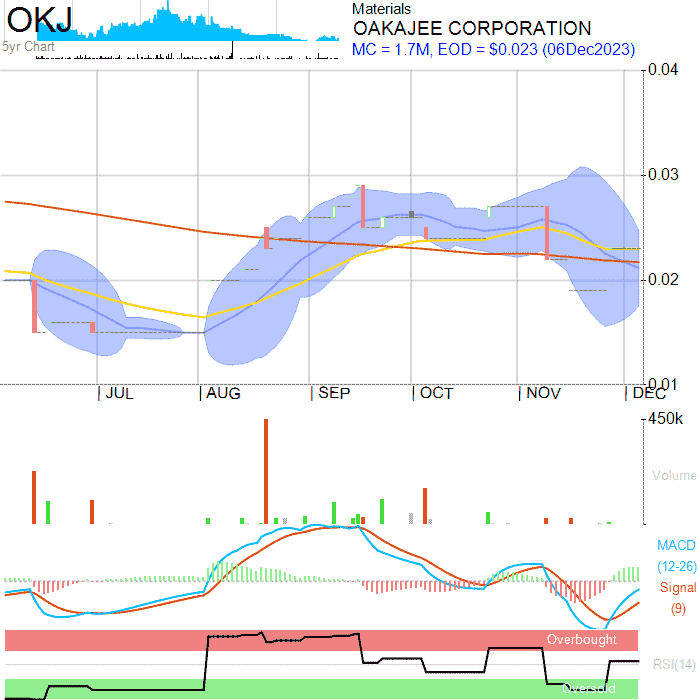 OKJ
5yr Chart
Materials
OAKAJEE CORPORATION
MC = 1.7M, EOD = $0.023 (06Dec2023)
0.04
0.03
0.02
0.01
JUL
AUG
SEP
OCT
NOV
DEC
450k
Volume
MACD
(12-26)
Signal
(9)
Overbought
RSI(14)
Oversold